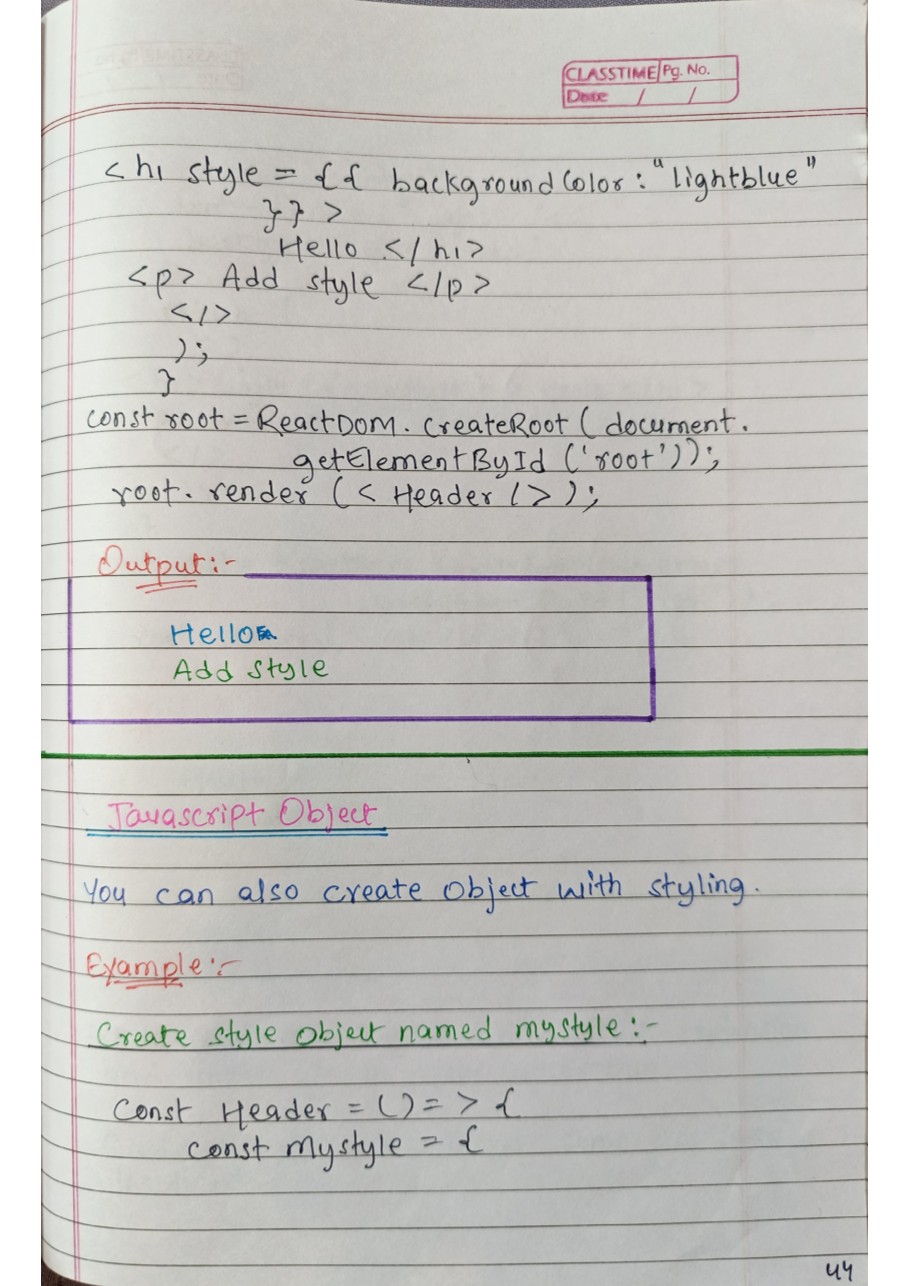 CLASSTIME Pg. No.
Date / /
<h1 style = {{ backgroundColor : "lightblue"
}} >
Hello </h1>
<p> Add style </p>
</>
);
}
const root = ReactDOM. createRoot ( document.
getElementById ('root'));
root. render (< Header />);
Output:-
Hello
Add style
Javascript Object
You can also create object with styling.
Example:-
Create style object named mystyle:-
Const Header = () = > {
const mystyle = {
44